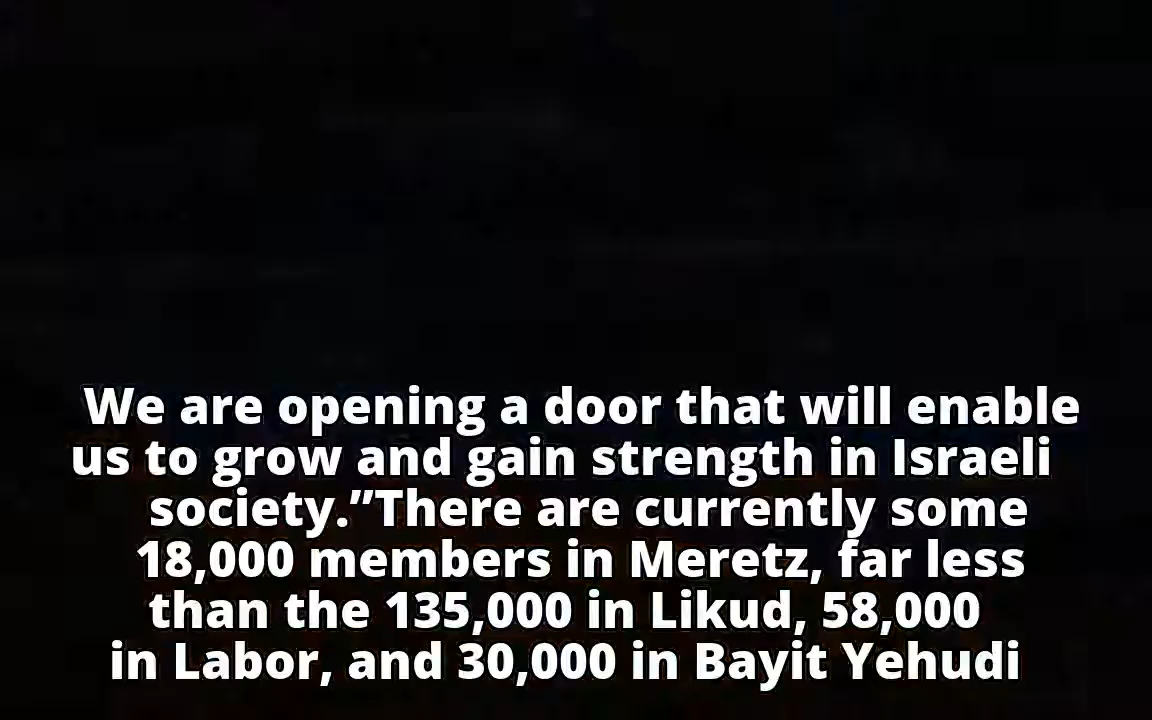 We are opening a door that will enable
us to grow and gain strength in Israeli
society.”There are currently some
18,000 members in Meretz, far less
than the 135,000 in Likud, 58,000
in Labor, and 30,000 in Bayit Yehudi